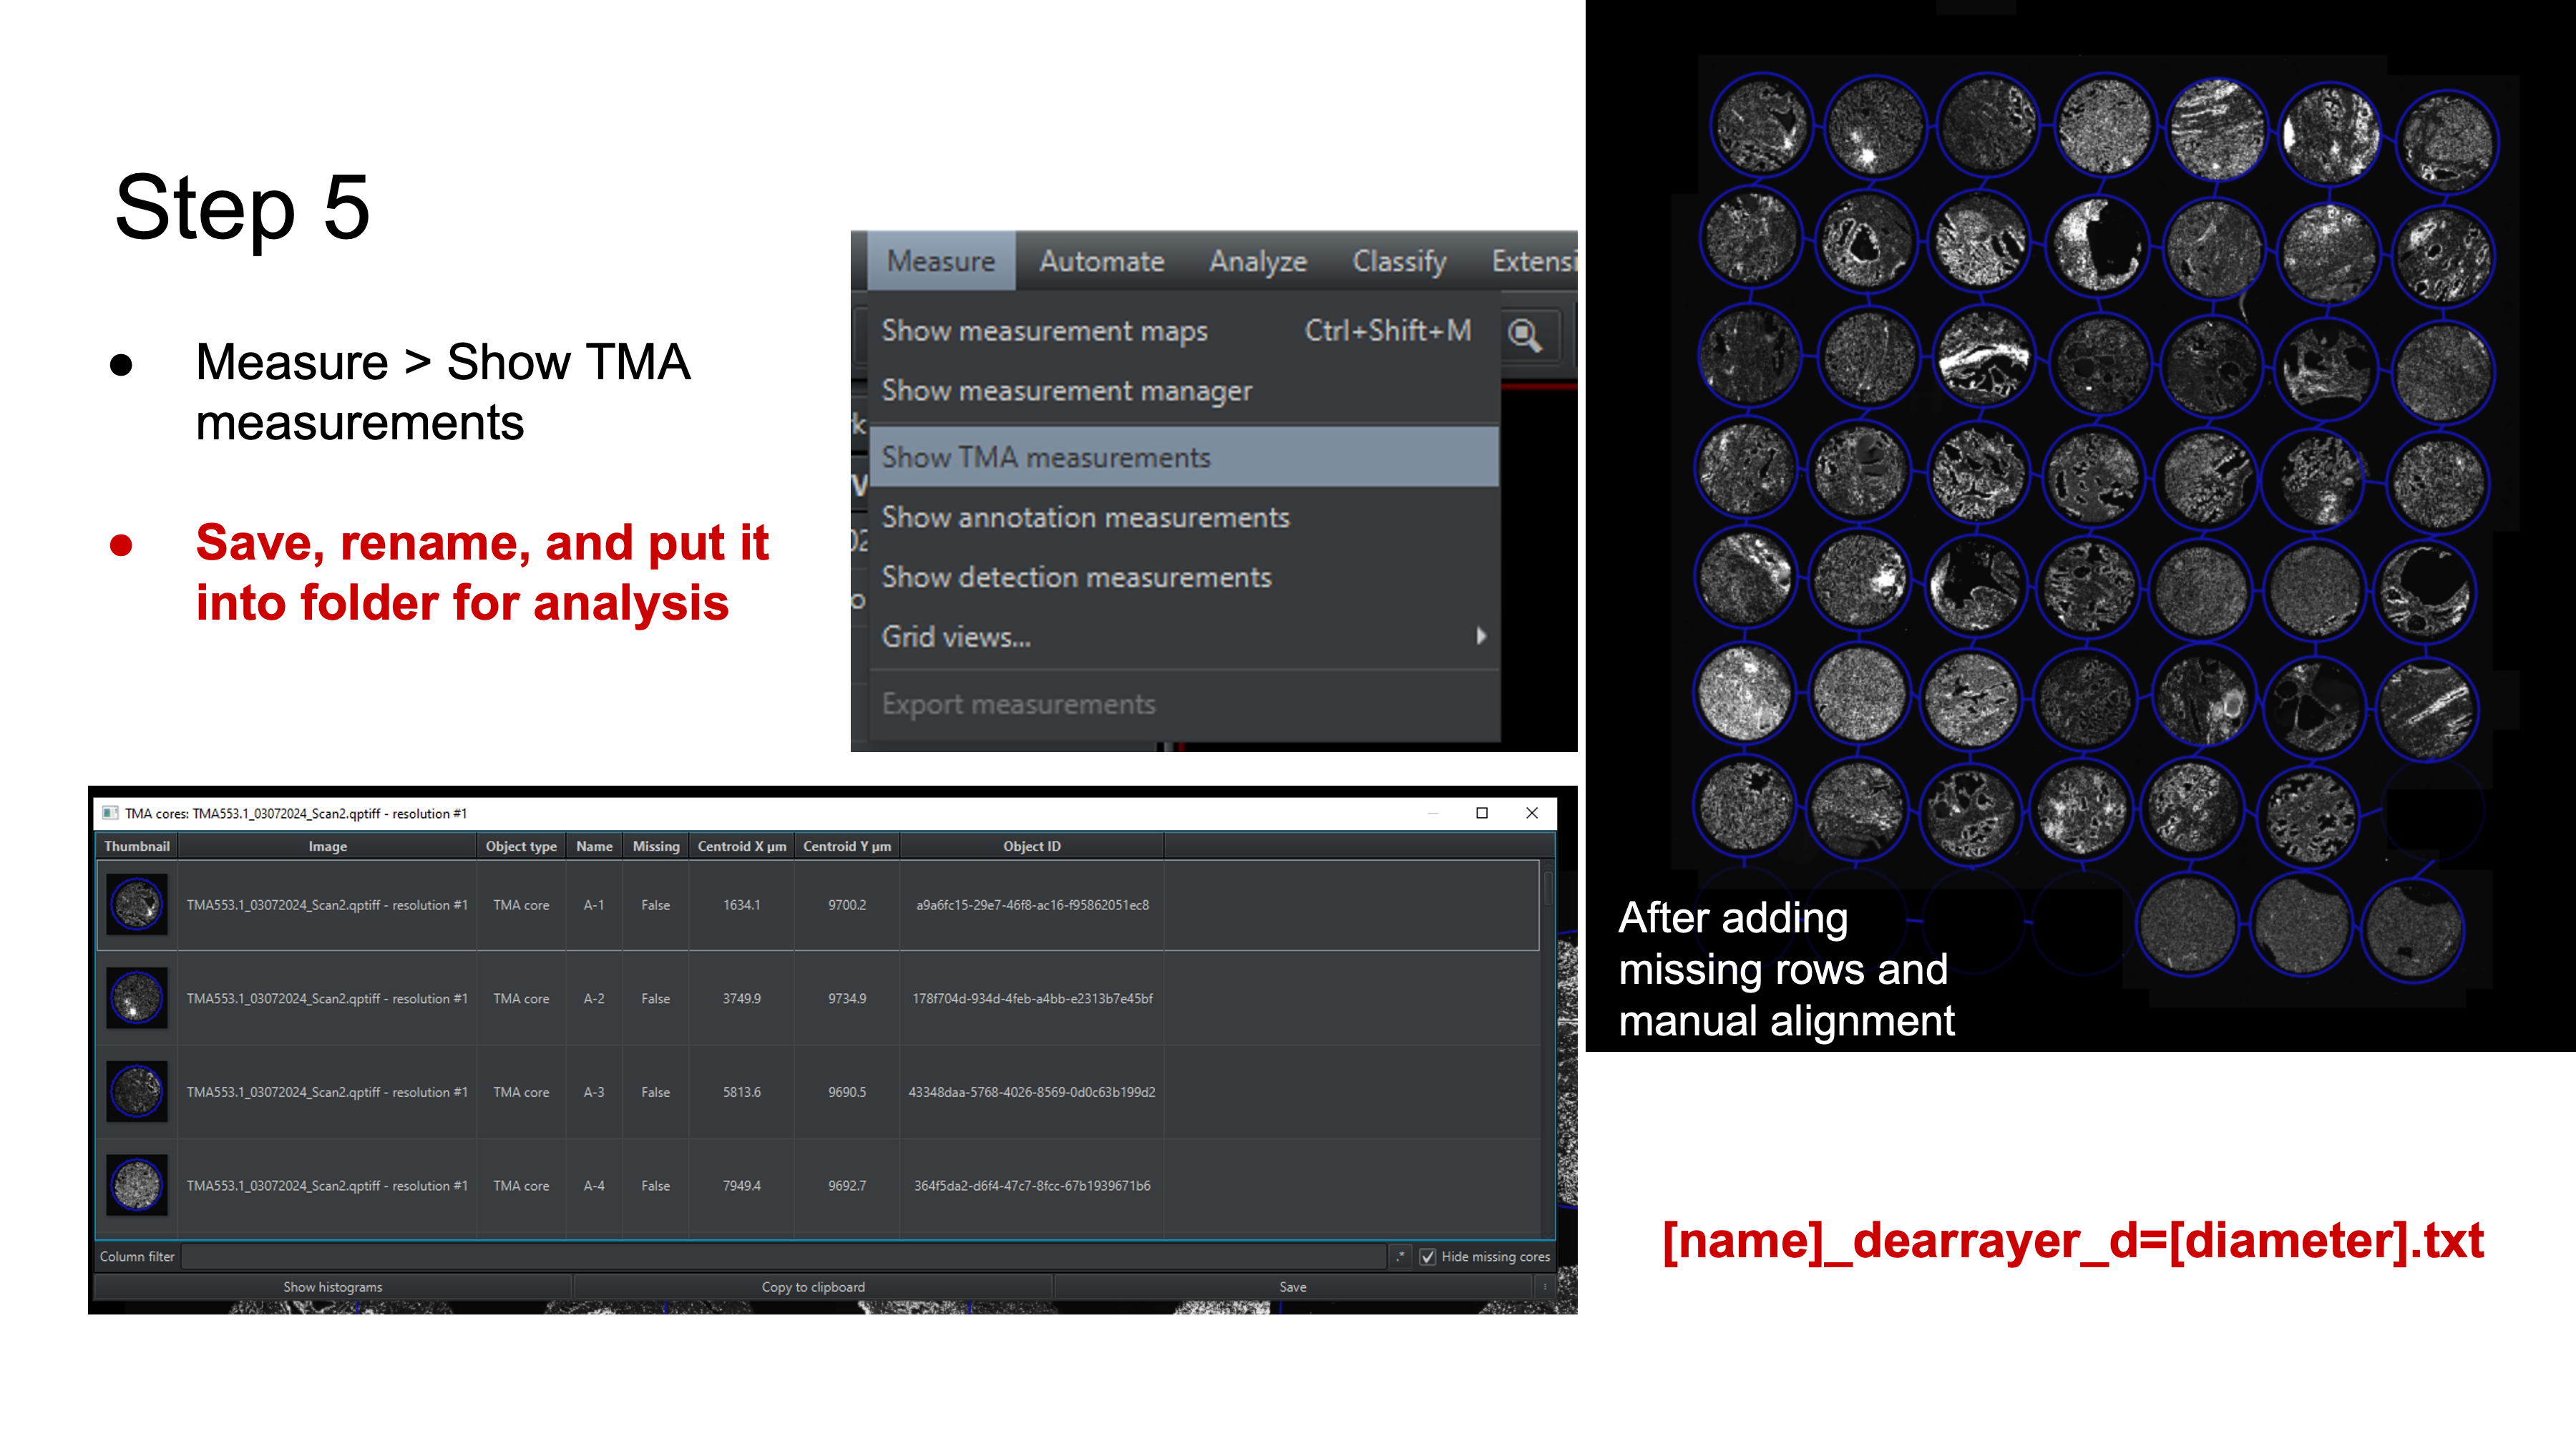 Step 5
● Measure > Show TMA
measurements
● Save, rename, and put it
into folder for analysis
Measure Automate Analyze Classify Extensi
Show measurement maps Ctrl+Shift+M
Show measurement manager
Show TMA measurements
Show annotation measurements
Show detection measurements
Grid views...
Export measurements
TMA cores: TMA553.1_03072024_Scan2.qptiff - resolution #1
Thumbnail Image Object type Name Missing Centroid X µm Centroid Y µm Object ID
TMA553.1_03072024_Scan2.qptiff - resolution #1 TMA core A-1 False 1634.1 9700.2 a9a6fc15-29e7-46f8-ac16-f95862051ec8
TMA553.1_03072024_Scan2.qptiff - resolution #1 TMA core A-2 False 3749.9 9734.9 178f704d-934d-4feb-a4bb-e2313b7e45bf
TMA553.1_03072024_Scan2.qptiff - resolution #1 TMA core A-3 False 5813.6 9690.5 43348daa-5768-4026-8569-0d0c63b199d2
TMA553.1_03072024_Scan2.qptiff - resolution #1 TMA core A-4 False 7949.4 9692.7 364f5da2-d6f4-47c7-8fcc-67b1939671b6
Column filter .* Hide missing cores
Show histograms Copy to clipboard Save
After adding
missing rows and
manual alignment
[name]_dearrayer_d=[diameter].txt